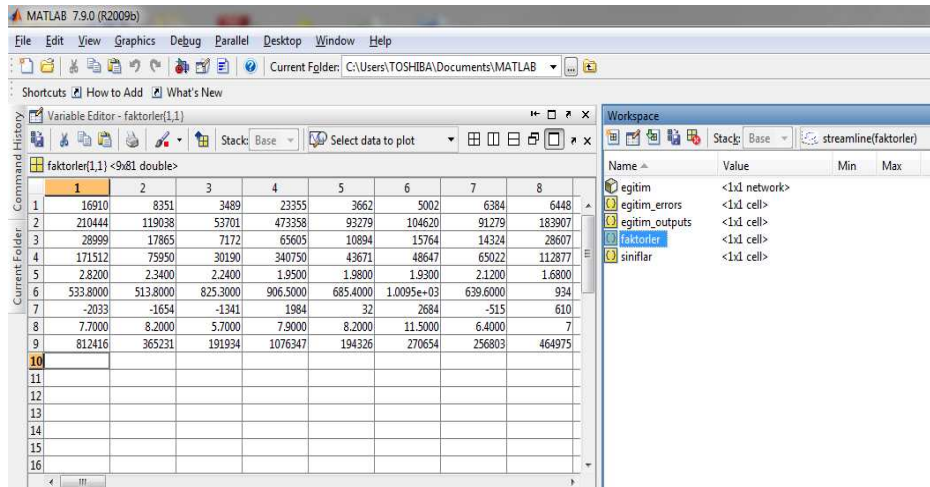 MATLAB 7.9.0 (R2009b)
File Edit View Graphics Debug Parallel Desktop Window Help
Current Folder: C:\Users\TOSHIBA\Documents\MATLAB
Shortcuts How to Add What's New
Command History
Current Folder
Variable Editor - faktorler{1,1}
Stack: Base Select data to plot
faktorler{1,1} <9x81 double>
1 2 3 4 5 6 7 8
1 16910 8351 3489 23355 3662 5002 6384 6448
2 210444 119038 53701 473358 93279 104620 91279 183907
3 28999 17865 7172 65605 10894 15764 14324 28607
4 171512 75950 30190 340750 43671 48647 65022 112877
5 2.8200 2.3400 2.2400 1.9500 1.9800 1.9300 2.1200 1.6800
6 533.8000 513.8000 825.3000 906.5000 685.4000 1.0095e+03 639.6000 934
7 -2033 -1654 -1341 1984 32 2684 -515 610
8 7.7000 8.2000 5.7000 7.9000 8.2000 11.5000 6.4000 7
9 812416 365231 191934 1076347 194326 270654 256803 464975
10
11
12
13
14
15
16
Workspace
Stack: Base streamline(faktorler)
Name Value Min Max
egitim <1x1 network>
egitim_errors <1x1 cell>
egitim_outputs <1x1 cell>
faktorler <1x1 cell>
siniflar <1x1 cell>